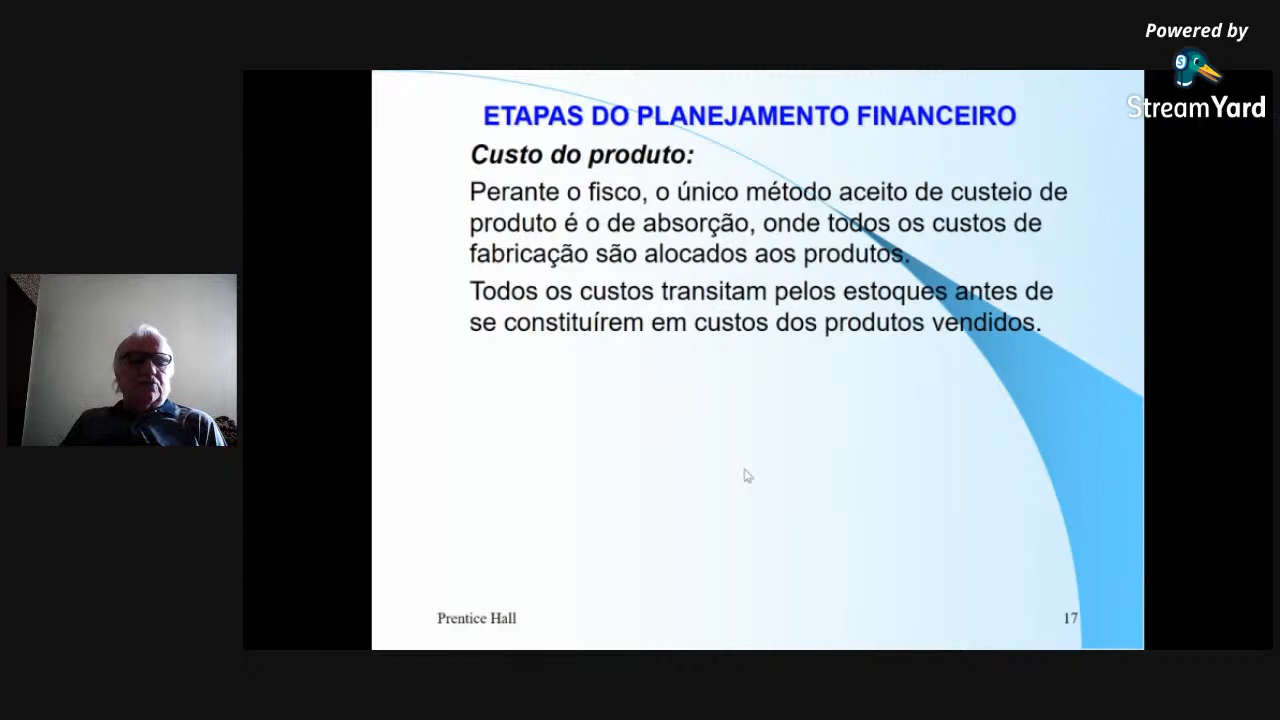 Powered by
StreamYard
ETAPAS DO PLANEJAMENTO FINANCEIRO
Custo do produto:
Perante o fisco, o único método aceito de custeio de
produto é o de absorção, onde todos os custos de
fabricação são alocados aos produtos.
Todos os custos transitam pelos estoques antes de
se constituírem em custos dos produtos vendidos.
Prentice Hall
17